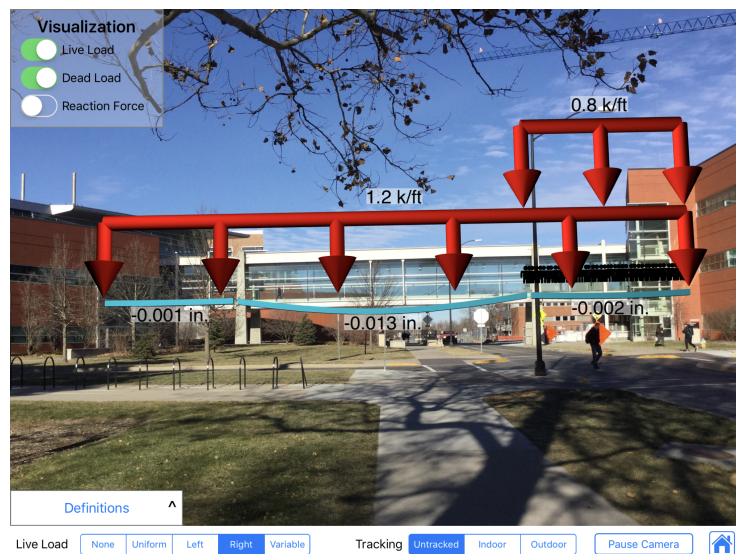 Visualization
Live Load
Dead Load
Reaction Force
0.8 k/ft
1.2 k/ft
-0.001 in.
-0.013 in.
-0.002 in.
Definitions ^
Live Load None Uniform Left Right Variable Tracking Untracked Indoor Outdoor Pause Camera